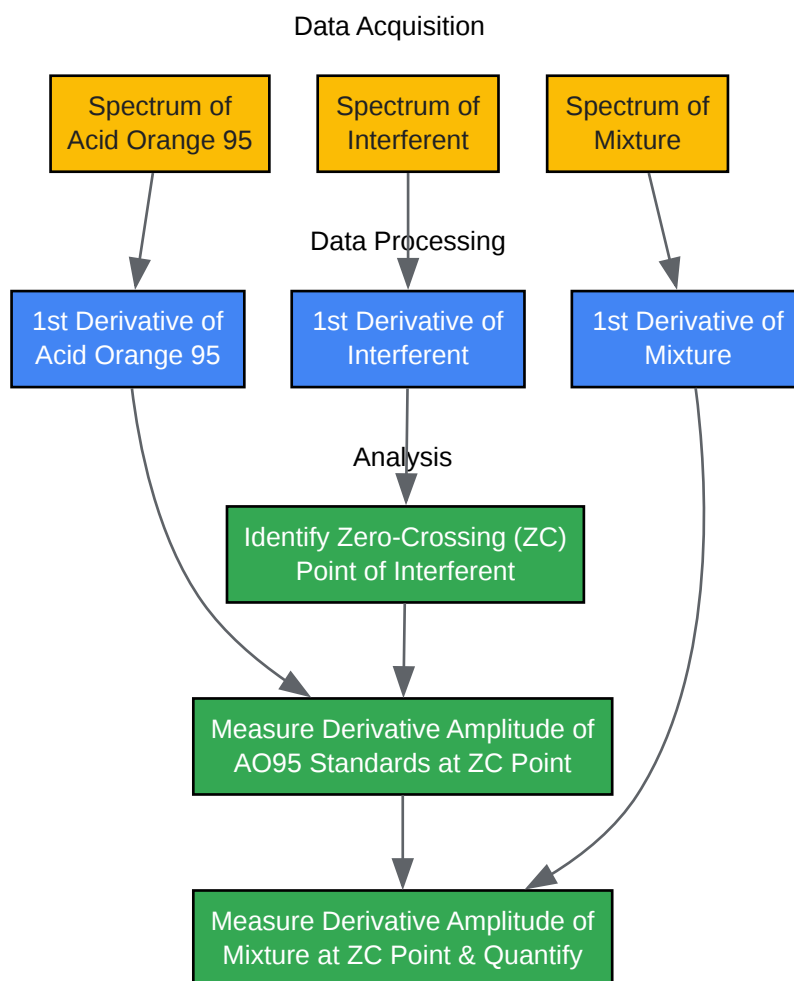 Data Acquisition
Spectrum of
Acid Orange 95
Spectrum of
Interferent
Spectrum of
Mixture
Data Processing
1st Derivative of
Acid Orange 95
1st Derivative of
Interferent
1st Derivative of
Mixture
Analysis
Identify Zero-Crossing (ZC)
Point of Interferent
Measure Derivative Amplitude of
AO95 Standards at ZC Point
Measure Derivative Amplitude of
Mixture at ZC Point & Quantify